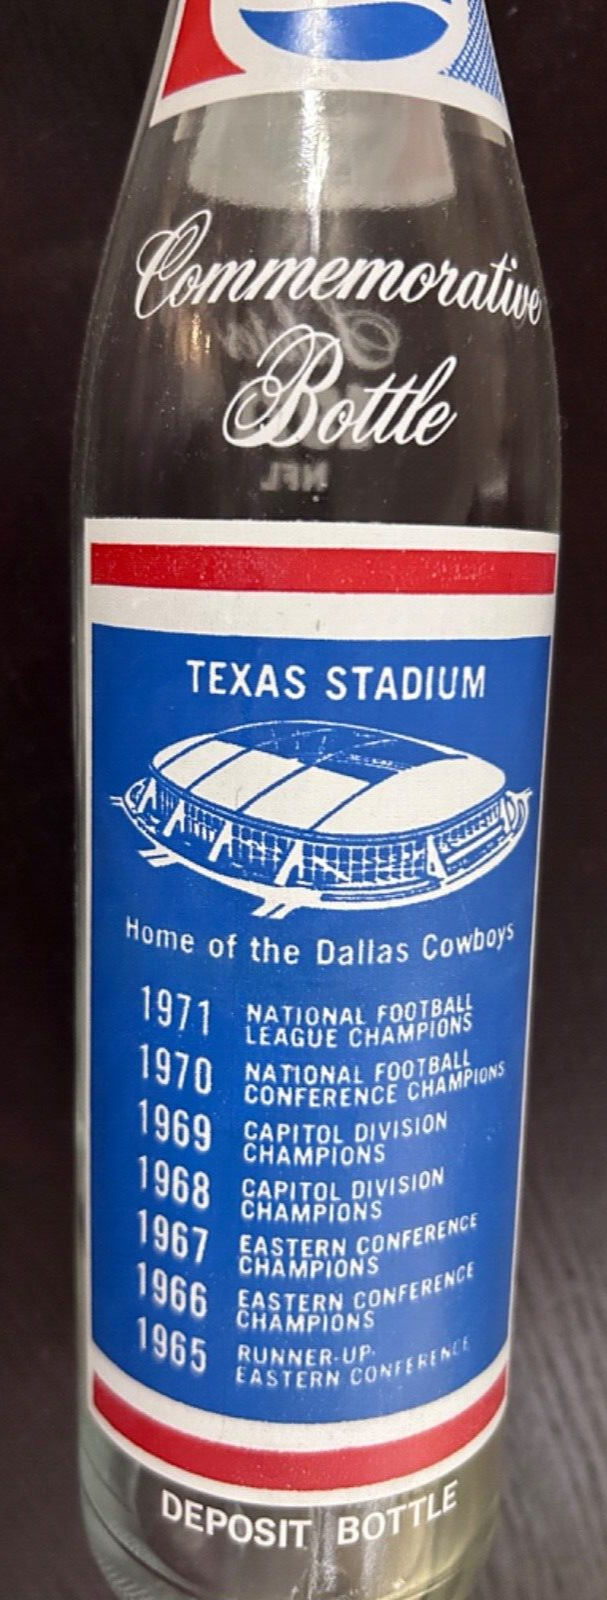 Commemorative
Bottle
NFL
TEXAS STADIUM
Home of the Dallas Cowboys
1971 NATIONAL FOOTBALL
LEAGUE CHAMPIONS
1970 NATIONAL FOOTBALL
CONFERENCE CHAMPIONS
1969 CAPITOL DIVISION
CHAMPIONS
1968 CAPITOL DIVISION
CHAMPIONS
1967 EASTERN CONFERENCE
CHAMPIONS
1966 EASTERN CONFERENCE
CHAMPIONS
1965 RUNNER-UP
EASTERN CONFERENCE
DEPOSIT BOTTLE